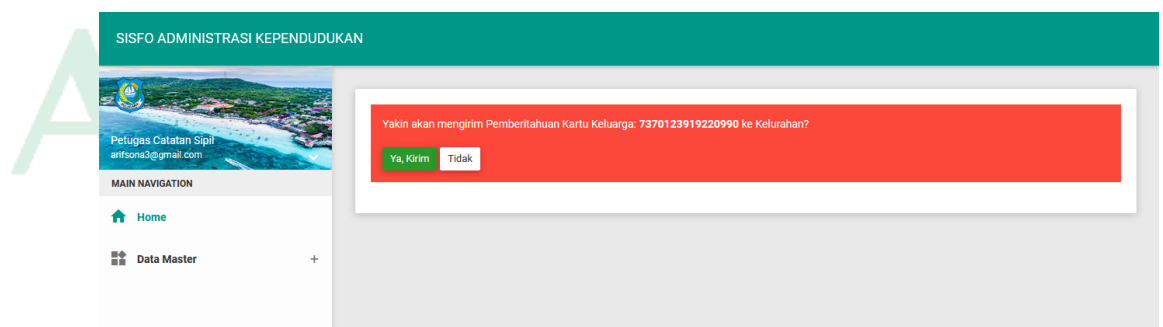 SISFO ADMINISTRASI KEPENDUDUKAN
Petugas Catatan Sipil
arifsona3@gmail.com
MAIN NAVIGATION
Home
Data Master +
Yakin akan mengirim Pemberitahuan Kartu Keluarga: 7370123919220990 ke Kelurahan?
Ya, Kirim Tidak